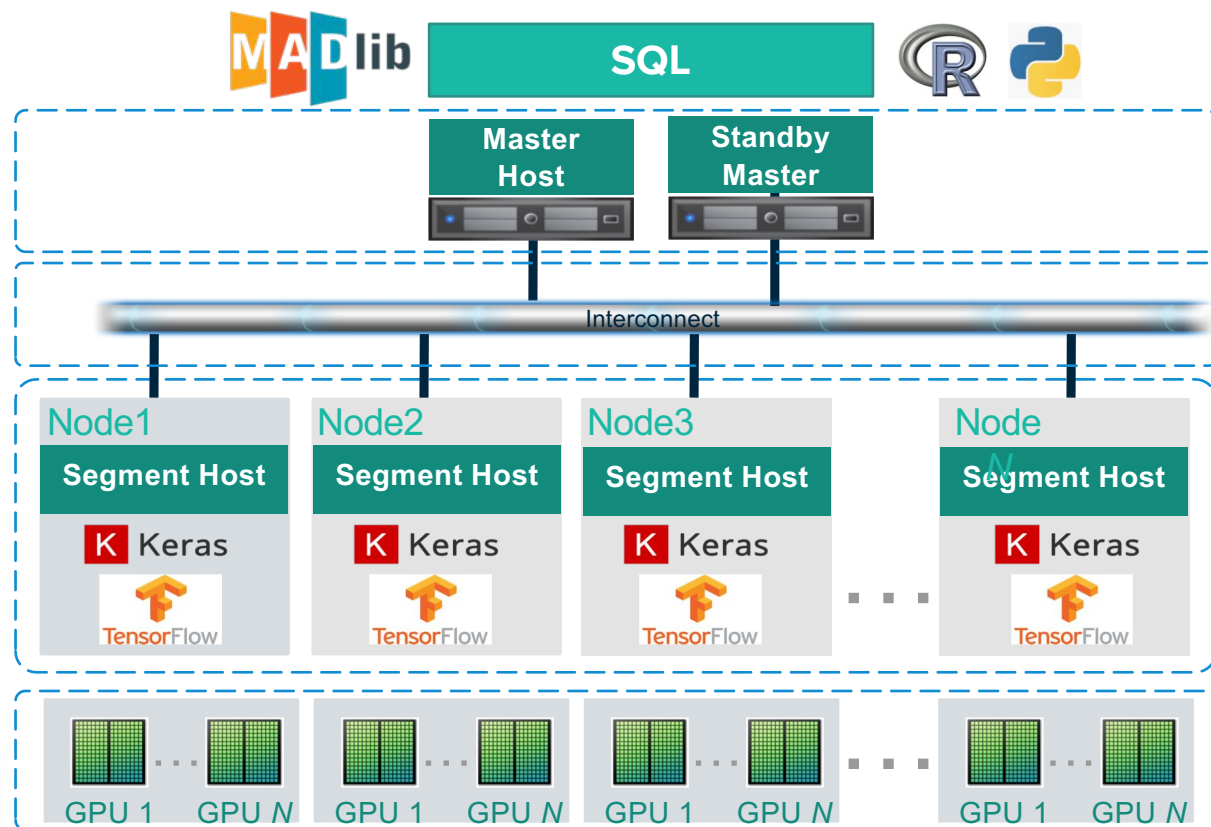 MADlib
SQL
R
Master
Host
Standby
Master
Interconnect
Node1
Node2
Node3
Node
N
Segment Host
Segment Host
Segment Host
Segment Host
K Keras
K Keras
K Keras
K Keras
TensorFlow
TensorFlow
TensorFlow
TensorFlow
GPU 1
GPU N
GPU 1
GPU N
GPU 1
GPU N
GPU 1
GPU N